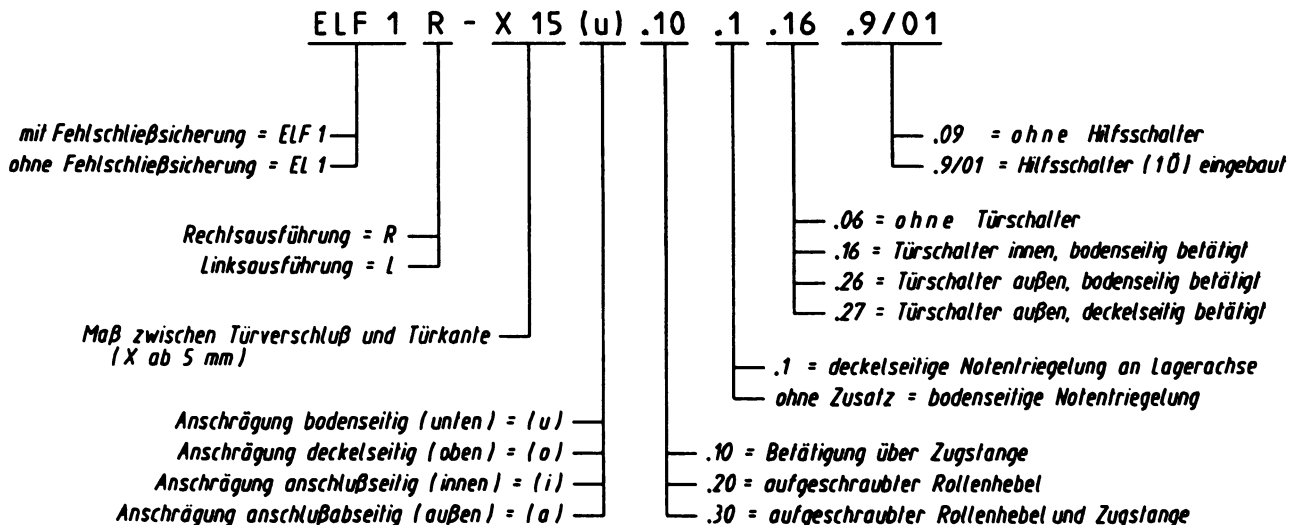 ELF 1 R - X 15 (u) .10 .1 .16 .9/01
mit Fehlschließsicherung = ELF 1
ohne Fehlschließsicherung = EL 1
.09 = ohne Hilfsschalter
.9/01 = Hilfsschalter (1Ö) eingebaut
Rechtsausführung = R
Linksausführung = L
.06 = ohne Türschalter
.16 = Türschalter innen, bodenseitig betätigt
.26 = Türschalter außen, bodenseitig betätigt
.27 = Türschalter außen, deckelseitig betätigt
Maß zwischen Türverschluß und Türkante
(X ab 5 mm)
.1 = deckelseitige Notentriegelung an Lagerachse
ohne Zusatz = bodenseitige Notentriegelung
Anschrägung bodenseitig (unten) = (u)
Anschrägung deckelseitig (oben) = (o)
Anschrägung anschlußseitig (innen) = (i)
Anschrägung anschlußabseitig (außen) = (a)
.10 = Betätigung über Zugstange
.20 = aufgeschraubter Rollenhebel
.30 = aufgeschraubter Rollenhebel und Zugstange